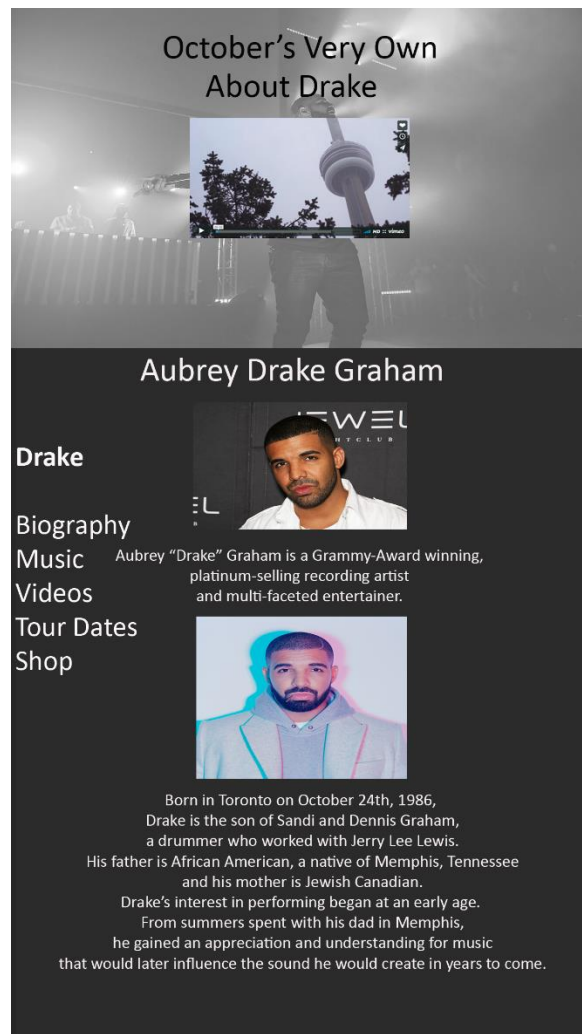 October’s Very Own
About Drake
HD vimeo
Aubrey Drake Graham
JEWEL
NIGHTCLUB
EL
Drake
Biography
Music
Videos
Tour Dates
Shop
Aubrey “Drake” Graham is a Grammy-Award winning,
platinum-selling recording artist
and multi-faceted entertainer.
Born in Toronto on October 24th, 1986,
Drake is the son of Sandi and Dennis Graham,
a drummer who worked with Jerry Lee Lewis.
His father is African American, a native of Memphis, Tennessee
and his mother is Jewish Canadian.
Drake’s interest in performing began at an early age.
From summers spent with his dad in Memphis,
he gained an appreciation and understanding for music
that would later influence the sound he would create in years to come.